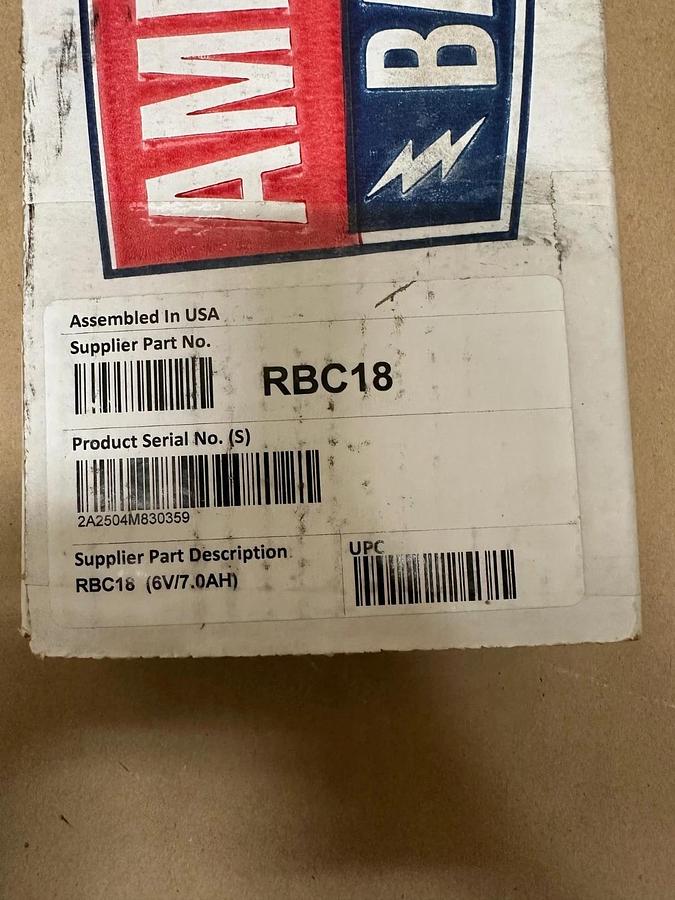 AM
B
Assembled In USA
Supplier Part No.
RBC18
Product Serial No. (S)
2A2504M830359
Supplier Part Description
RBC18 (6V/7.0AH)
UPC